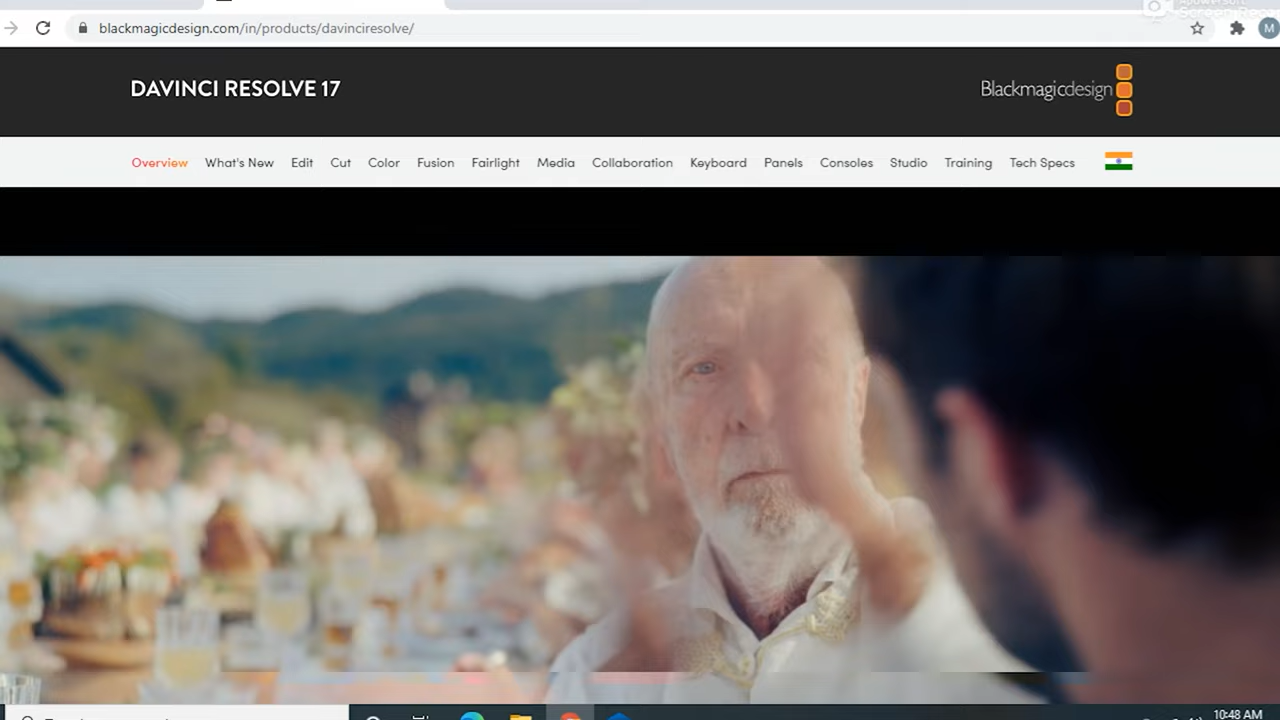 blackmagicdesign.com/in/products/davinciresolve/
M
DAVINCI RESOLVE 17
Blackmagicdesign
Overview What's New Edit Cut Color Fusion Fairlight Media Collaboration Keyboard Panels Consoles Studio Training Tech Specs
10:48 AM